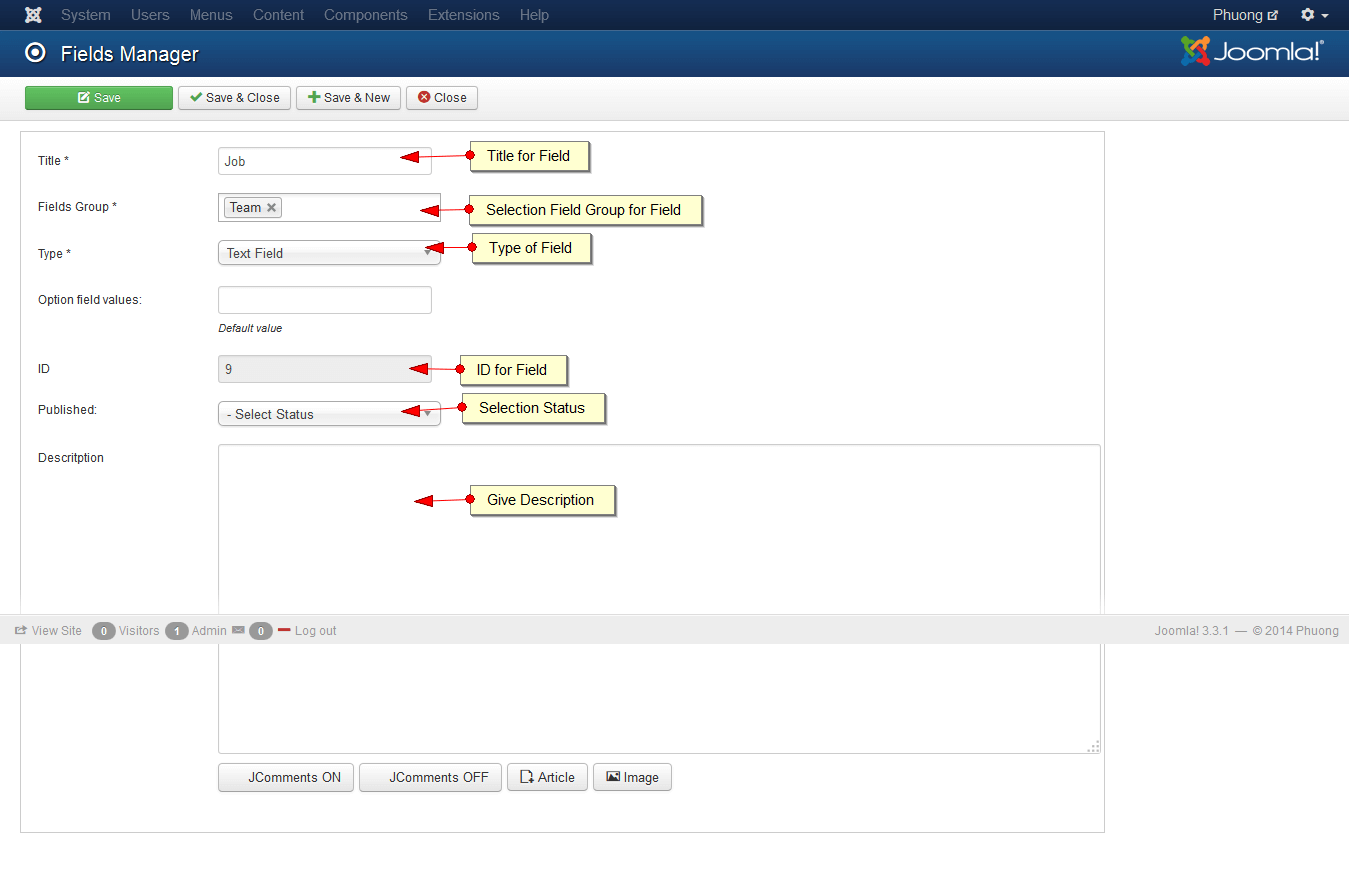 System Users Menus Content Components Extensions Help Phuong
Fields Manager Joomla!®
Save Save & Close Save & New Close
Title * Job Title for Field
Fields Group * Team Selection Field Group for Field
Type * Text Field Type of Field
Option field values:
Default value
ID 9 ID for Field
Published: - Select Status Selection Status
Descritption
Give Description
View Site 0 Visitors 1 Admin 0 Log out Joomla! 3.3.1 — © 2014 Phuong
JComments ON JComments OFF Article Image